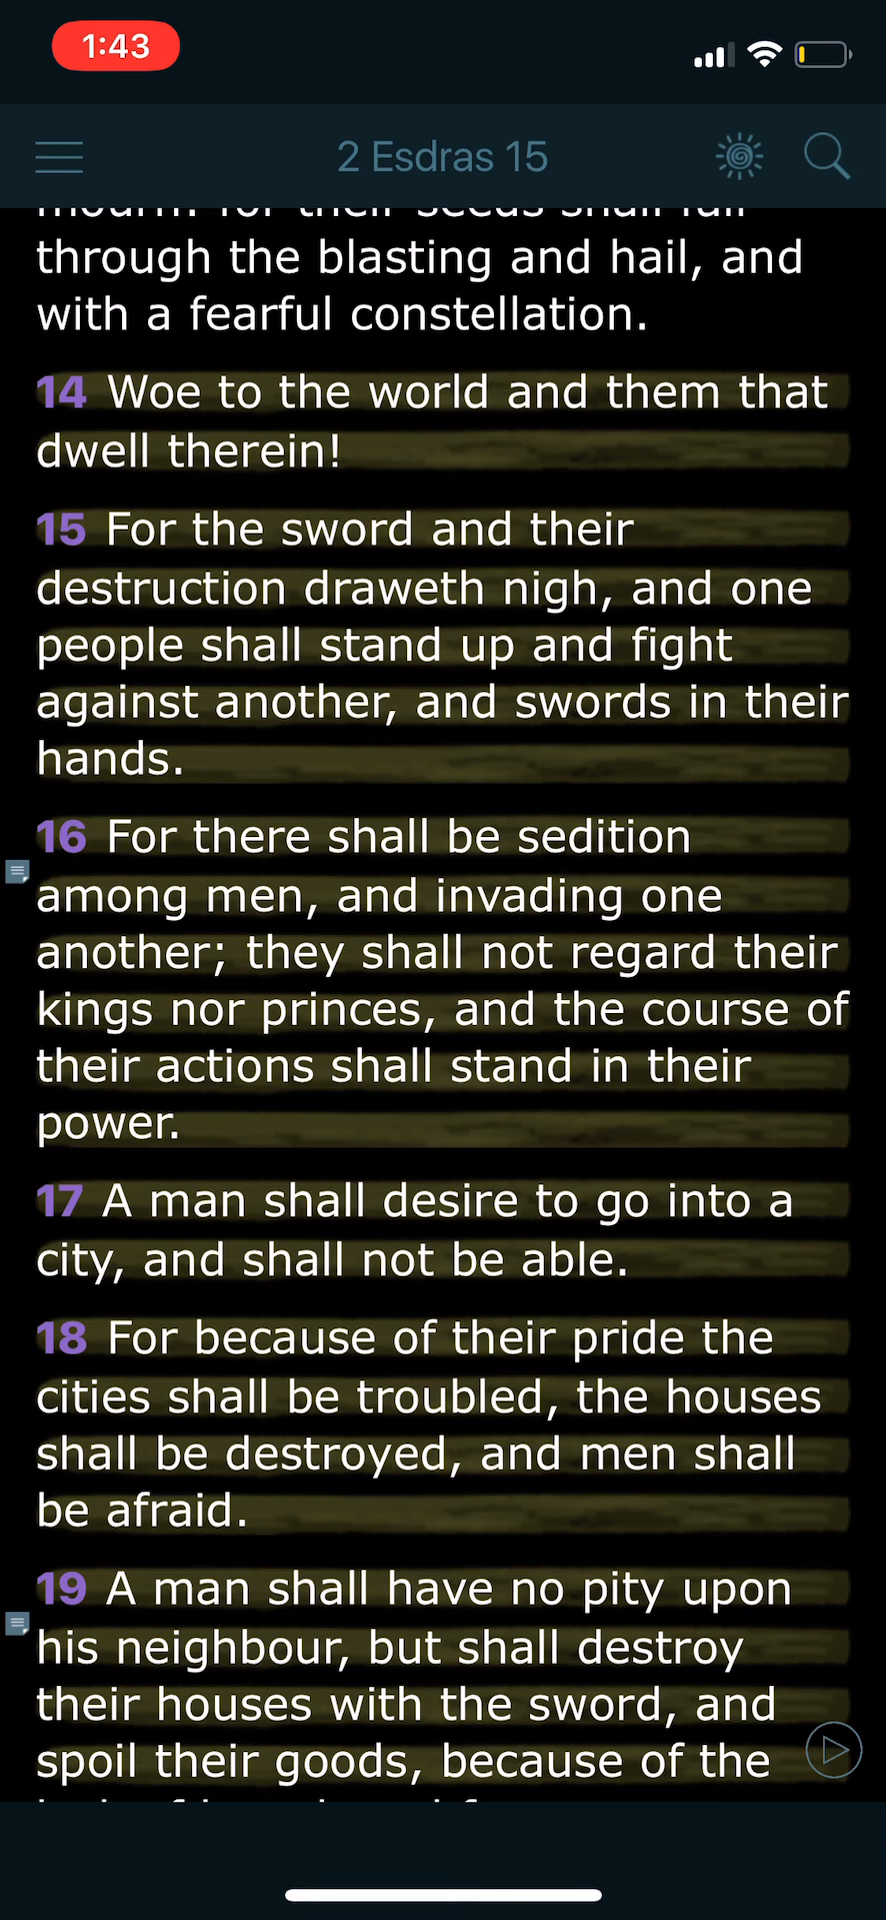 1:43
2 Esdras 15
mourn: for their seeds shall fail
through the blasting and hail, and
with a fearful constellation.
14 Woe to the world and them that
dwell therein!
15 For the sword and their
destruction draweth nigh, and one
people shall stand up and fight
against another, and swords in their
hands.
16 For there shall be sedition
among men, and invading one
another; they shall not regard their
kings nor princes, and the course of
their actions shall stand in their
power.
17 A man shall desire to go into a
city, and shall not be able.
18 For because of their pride the
cities shall be troubled, the houses
shall be destroyed, and men shall
be afraid.
19 A man shall have no pity upon
his neighbour, but shall destroy
their houses with the sword, and
spoil their goods, because of the